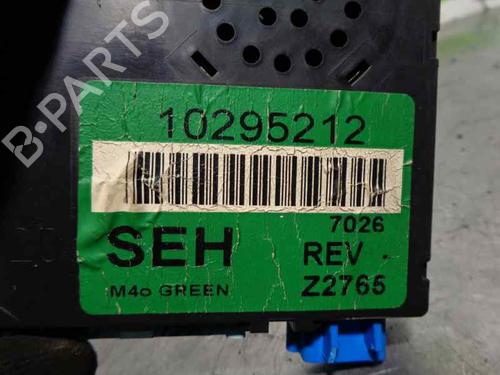 B-PARTS
10295212
7026
SEH REV -
M4o GREEN Z2765